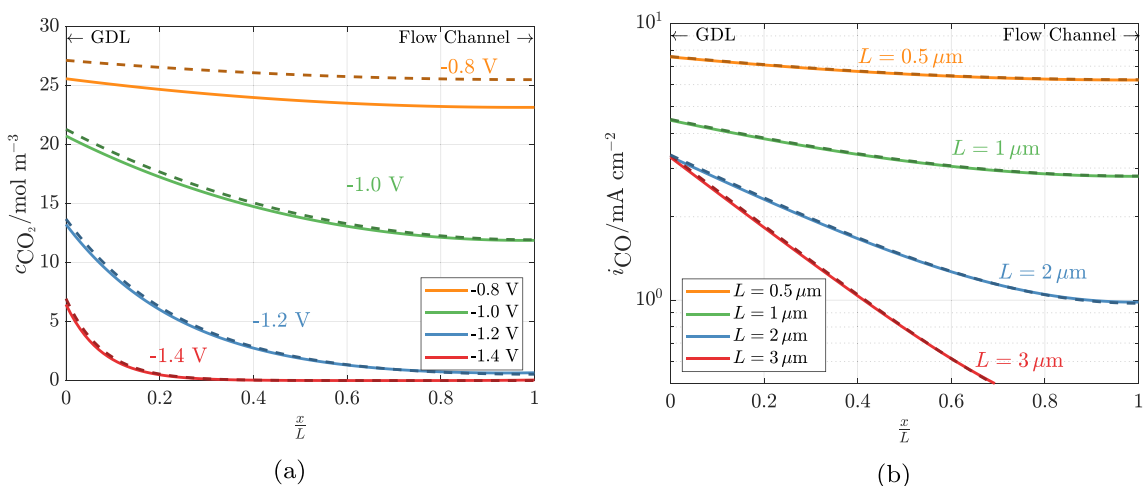 30
← GDL
Flow Channel →
-0.8 V
25
20
15
10
5
0
c_CO₂/mol m⁻³
-1.0 V
-1.2 V
-1.4 V
-0.8 V
-1.0 V
-1.2 V
-1.4 V
0 0.2 0.4 0.6 0.8 1
x/L
(a)
10¹
← GDL
Flow Channel →
L = 0.5 μm
L = 1 μm
i_CO/mA cm⁻²
L = 2 μm
10⁰
L = 0.5 μm
L = 1 μm
L = 2 μm
L = 3 μm
L = 3 μm
0 0.2 0.4 0.6 0.8 1
x/L
(b)